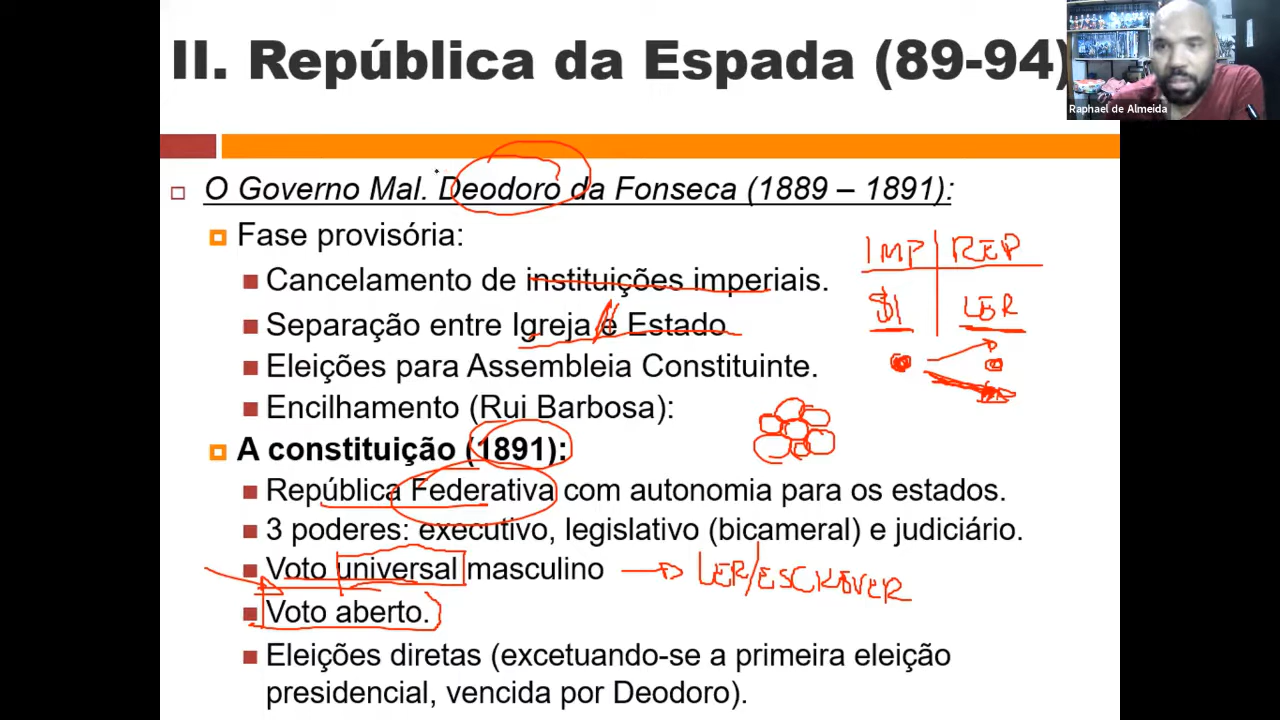 II. República da Espada (89-94)
Raphael de Almeida
O Governo Mal. Deodoro da Fonseca (1889 – 1891):
Fase provisória:
IMP REP
Cancelamento de instituições imperiais.
$1 LER
Separação entre Igreja e Estado
Eleições para Assembleia Constituinte.
Encilhamento (Rui Barbosa):
A constituição (1891):
República Federativa com autonomia para os estados.
3 poderes: executivo, legislativo (bicameral) e judiciário.
Voto universal masculino
LER/ESCREVER
Voto aberto.
Eleições diretas (excetuando-se a primeira eleição
presidencial, vencida por Deodoro).